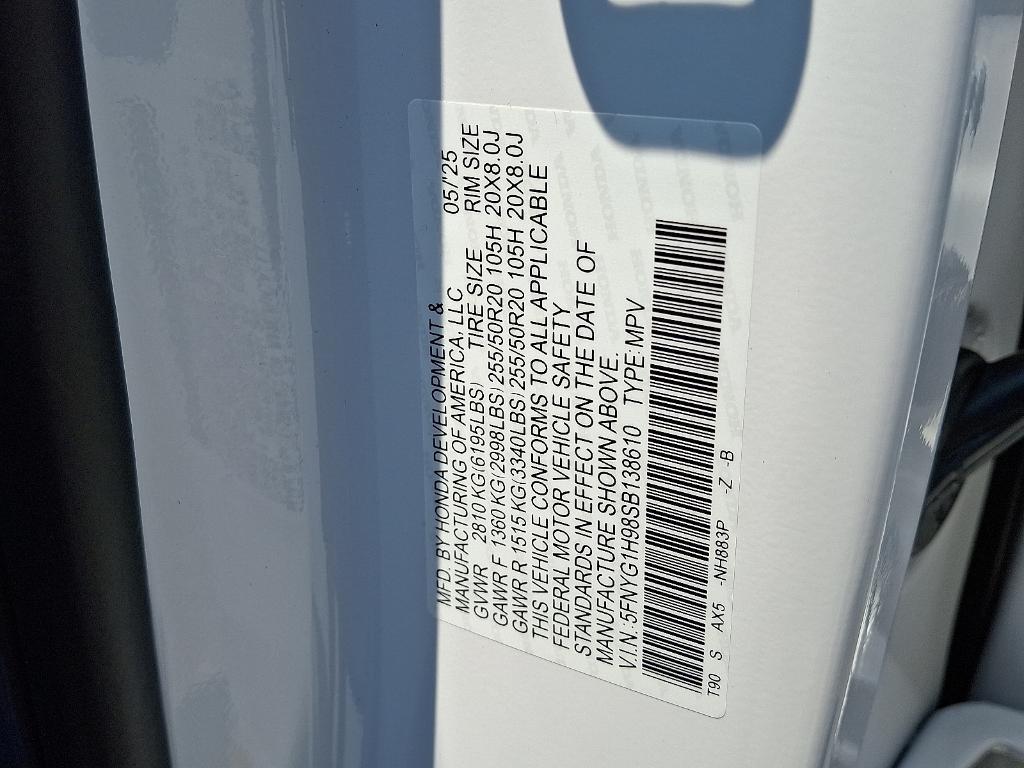 MFD. BY HONDA DEVELOPMENT &
MANUFACTURING OF AMERICA, LLC 05/'25
GVWR 2810 KG(6195LBS) TIRE SIZE RIM SIZE
GAWR F 1360 KG(2998LBS) 255/50R20 105H 20X8.0J
GAWR R 1515 KG(3340LBS) 255/50R20 105H 20X8.0J
THIS VEHICLE CONFORMS TO ALL APPLICABLE
FEDERAL MOTOR VEHICLE SAFETY
STANDARDS IN EFFECT ON THE DATE OF
MANUFACTURE SHOWN ABOVE.
V.I.N. 5FNYG1H98SB138610 TYPE:MPV
T90 S AX5 -NH883P -Z -B
HONDA